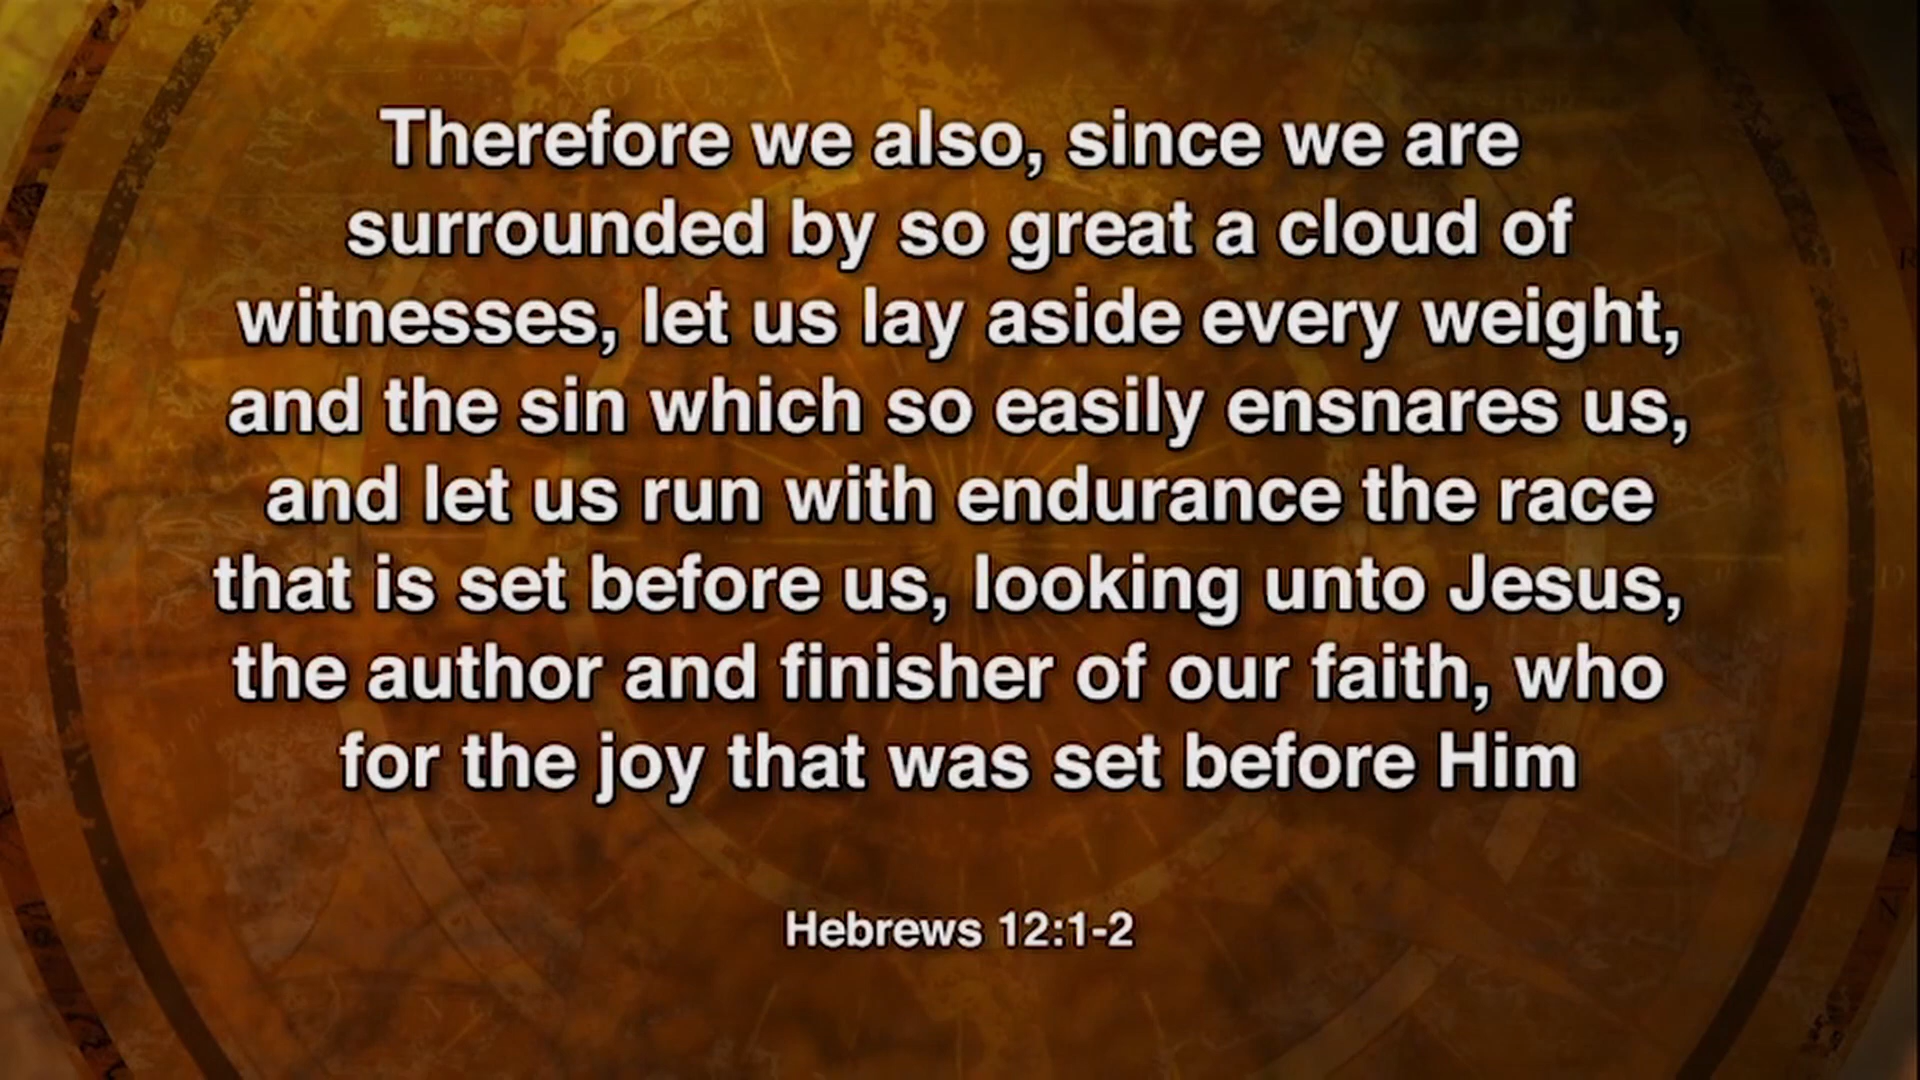 Therefore we also, since we are
surrounded by so great a cloud of
witnesses, let us lay aside every weight,
and the sin which so easily ensnares us,
and let us run with endurance the race
that is set before us, looking unto Jesus,
the author and finisher of our faith, who
for the joy that was set before Him
Hebrews 12:1-2